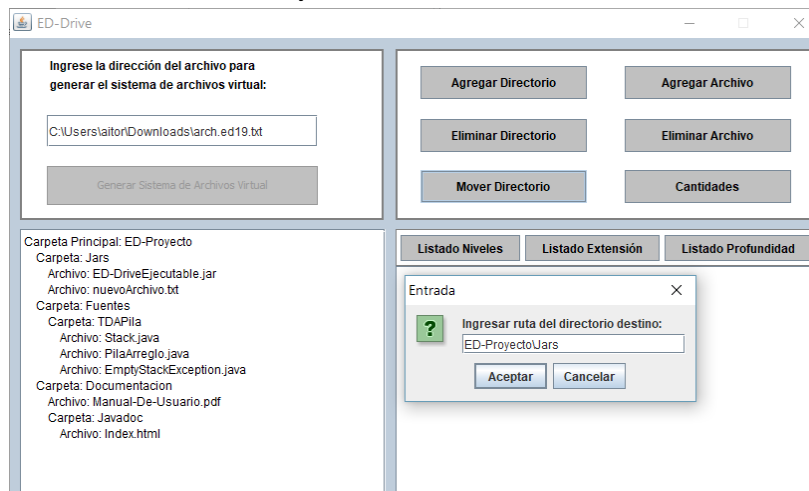 ED-Drive
Ingrese la dirección del archivo para
generar el sistema de archivos virtual:
C:\Users\aitor\Downloads\arch.ed19.txt
Generar Sistema de Archivos Virtual
Agregar Directorio
Agregar Archivo
Eliminar Directorio
Eliminar Archivo
Mover Directorio
Cantidades
Carpeta Principal: ED-Proyecto
Carpeta: Jars
Archivo: ED-DriveEjecutable.jar
Archivo: nuevoArchivo.txt
Carpeta: Fuentes
Carpeta: TDAPila
Archivo: Stack.java
Archivo: PilaArreglo.java
Archivo: EmptyStackException.java
Carpeta: Documentacion
Archivo: Manual-De-Usuario.pdf
Carpeta: Javadoc
Archivo: Index.html
Listado Niveles
Listado Extensión
Listado Profundidad
Entrada
Ingresar ruta del directorio destino:
ED-Proyecto\Jars
Aceptar
Cancelar